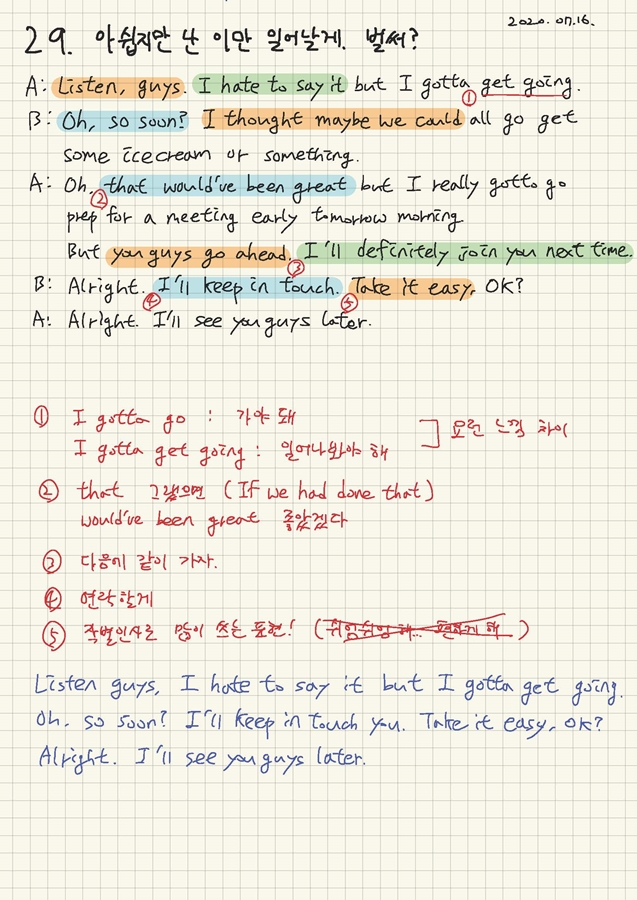 2020. 07.16.
29. 아쉽지만 난 이만 일어날게. 벌써?
A: Listen, guys. I hate to say it but I gotta get going.
①
B: Oh, so soon? I thought maybe we could all go get
some icecream or something.
A: Oh, that would've been great but I really gotto go
②
prep for a meeting early tomorrow morning
But you guys go ahead. I'll definitely join you next time.
③
B: Alright. I'll keep in touch. Take it easy, OK?
④ ⑤
A: Alright. I'll see you guys later.
① I gotta go : 가야 돼
I gotta get going : 일어나봐야 해
] 요런 느낌 차이
② that 그랬으면 (If we had done that)
would've been great 좋았겠다
③ 다음에 같이 가자.
④ 연락할게
⑤ 작별인사로 많이 쓰는 표현! (쉬엄쉬엄 해... 편하게 해)
Listen guys, I hate to say it but I gotta get going.
Oh, so soon? I'll keep in touch you. Take it easy, OK?
Alright. I'll see you guys later.